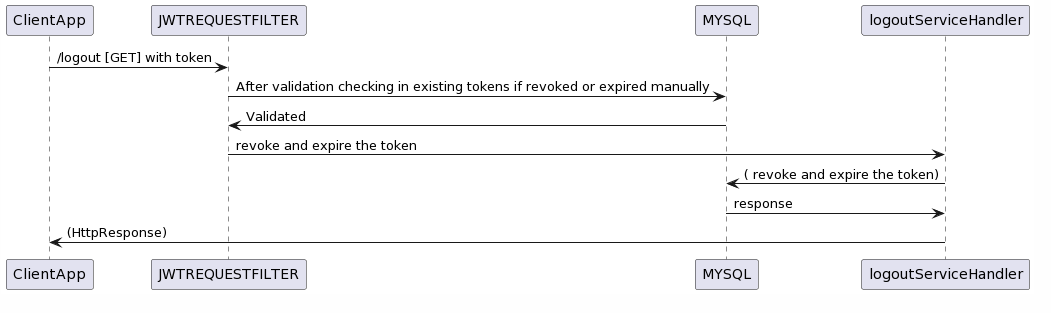 ClientApp JWTREQUESTFILTER MYSQL logoutServiceHandler
/logout [GET] with token
After validation checking in existing tokens if revoked or expired manually
Validated
revoke and expire the token
( revoke and expire the token)
response
(HttpResponse)
ClientApp JWTREQUESTFILTER MYSQL logoutServiceHandler